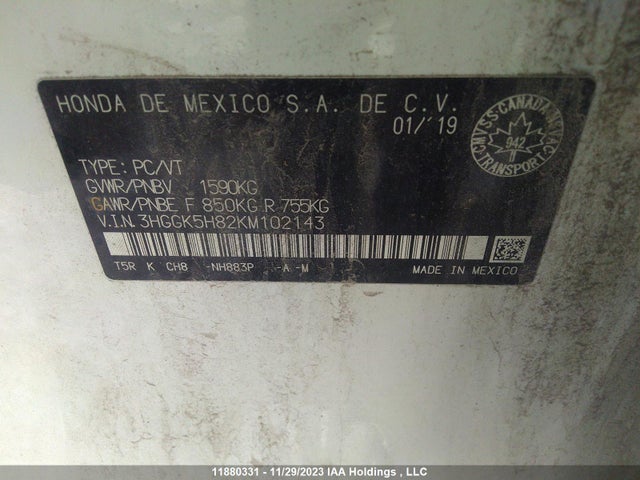 HONDA DE MEXICO S.A. DE C.V.
01/'19
TYPE: PC/VT
GVWR/PNBV 1590KG
GAWR/PNBE F 850KG R 755KG
V.I.N. 3HGGK5H82KM102143
T5R K CH8 -NH883P -A-M
MADE IN MEXICO
CANADA
942
TRANSPORT
11880331 - 11/29/2023 IAA Holdings , LLC